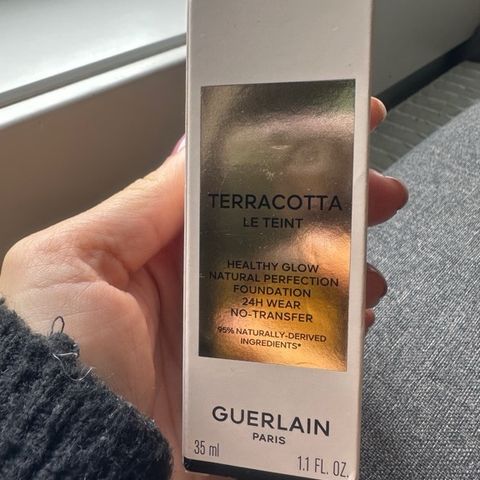 TERRACOTTA
LE TEINT
HEALTHY GLOW
NATURAL PERFECTION
FOUNDATION
24H WEAR
NO-TRANSFER
95% NATURALLY-DERIVED
INGREDIENTS*
GUERLAIN
PARIS
35 ml 1.1 FL. OZ.